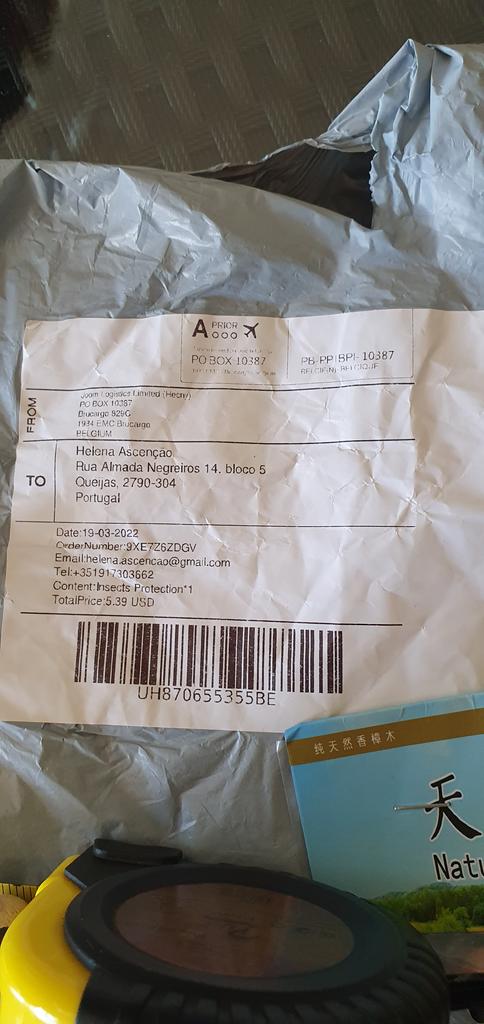 A PRIOR
PO BOX 10387
PB-PP|BPI- 10387
BELGIE(N)- BELGIQUE
FROM
Joom Logistics Limited (Hecny)
PO BOX 10387
Brucargo 829C
1934 EMC Brucargo
BELGIUM
TO
Helena Ascenção
Rua Almada Negreiros 14, bloco 5
Queijas, 2790-304
Portugal
Date:19-03-2022
OrderNumber:9XE7Z6ZDGV
Email:helena.ascencao@gmail.com
Tel:+351917303662
Content:Insects Protection*1
TotalPrice:5.39 USD
UH870655355BE
纯天然香樟木
天
Natu